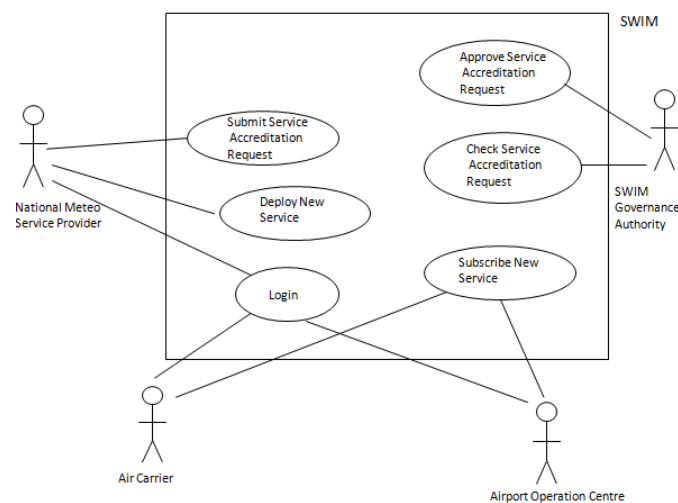 SWIM
Approve Service
Accreditation
Request
Submit Service
Accreditation
Request
Check Service
Accreditation
Request
National Meteo
Service Provider
Deploy New
Service
SWIM
Governance
Authority
Subscribe New
Service
Login
Air Carrier
Airport Operation Centre